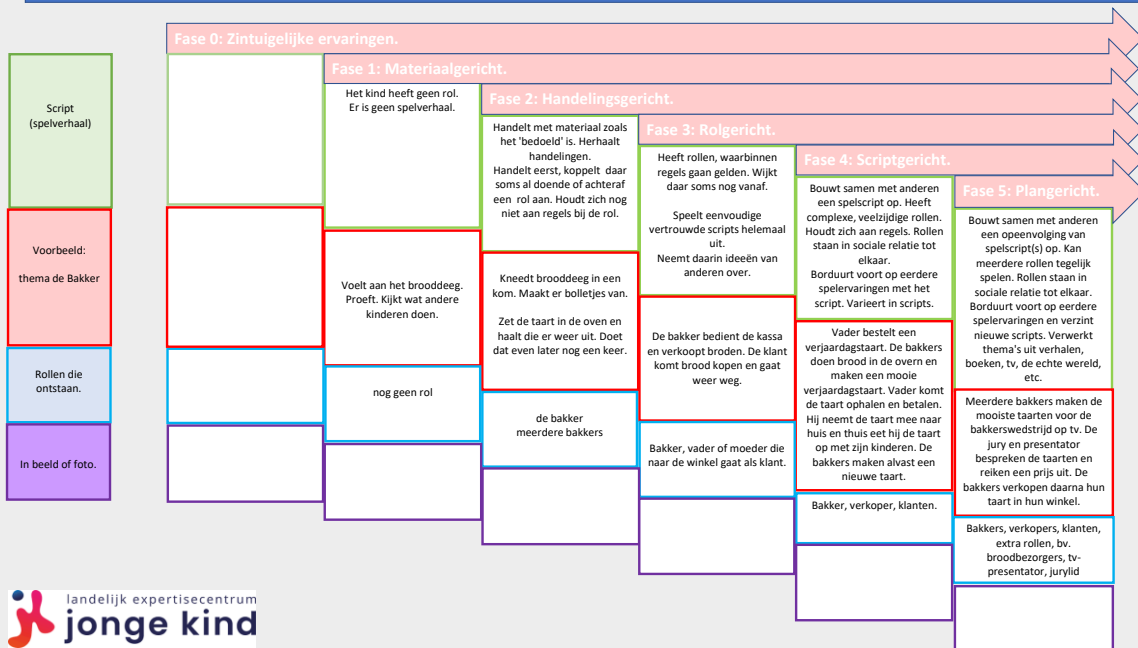 Fase 0: Zintuigelijke ervaringen.
Fase 1: Materiaalgericht.
Fase 2: Handelingsgericht.
Fase 3: Rolgericht.
Fase 4: Scriptgericht.
Fase 5: Plangericht.
Script
(spelverhaal)
Het kind heeft geen rol.
Er is geen spelverhaal.
Handelt met materiaal zoals
het 'bedoeld' is. Herhaalt
handelingen.
Handelt eerst, koppelt daar
soms al doende of achteraf
een rol aan. Houdt zich nog
niet aan regels bij de rol.
Heeft rollen, waarbinnen
regels gaan gelden. Wijkt
daar soms nog vanaf.
Speelt eenvoudige
vertrouwde scripts helemaal
uit.
Neemt daarin ideeën van
anderen over.
Bouwt samen met anderen
een spelscript op. Heeft
complexe, veelzijdige rollen.
Houdt zich aan regels. Rollen
staan in sociale relatie tot
elkaar.
Borduurt voort op eerdere
spelervaringen met het
script. Varieert in scripts.
Bouwt samen met anderen
een opeenvolging van
spelscript(s) op. Kan
meerdere rollen tegelijk
spelen. Rollen staan in
sociale relatie tot elkaar.
Borduurt voort op eerdere
spelervaringen en verzint
nieuwe scripts. Verwerkt
thema's uit verhalen,
boeken, tv, de echte wereld,
etc.
Voorbeeld:
thema de Bakker
Voelt aan het brooddeeg.
Proeft. Kijkt wat andere
kinderen doen.
Kneedt brooddeeg in een
kom. Maakt er bolletjes van.
Zet de taart in de oven en
haalt die er weer uit. Doet
dat even later nog een keer.
De bakker bedient de kassa
en verkoopt broden. De klant
komt brood kopen en gaat
weer weg.
Vader bestelt een
verjaardagstaart. De bakkers
doen brood in de overn en
maken een mooie
verjaardagstaart. Vader komt
de taart ophalen en betalen.
Hij neemt de taart mee naar
huis en thuis eet hij de taart
op met zijn kinderen. De
bakkers maken alvast een
nieuwe taart.
Meerdere bakkers maken de
mooiste taarten voor de
bakkerswedstrijd op tv. De
jury en presentator
bespreken de taarten en
reiken een prijs uit. De
bakkers verkopen daarna hun
taart in hun winkel.
Rollen die
ontstaan.
nog geen rol
de bakker
meerdere bakkers
Bakker, vader of moeder die
naar de winkel gaat als klant.
Bakker, verkoper, klanten.
Bakkers, verkopers, klanten,
extra rollen, bv.
broodbezorgers, tv-
presentator, jurylid
In beeld of foto.
landelijk expertisecentrum
jonge kind